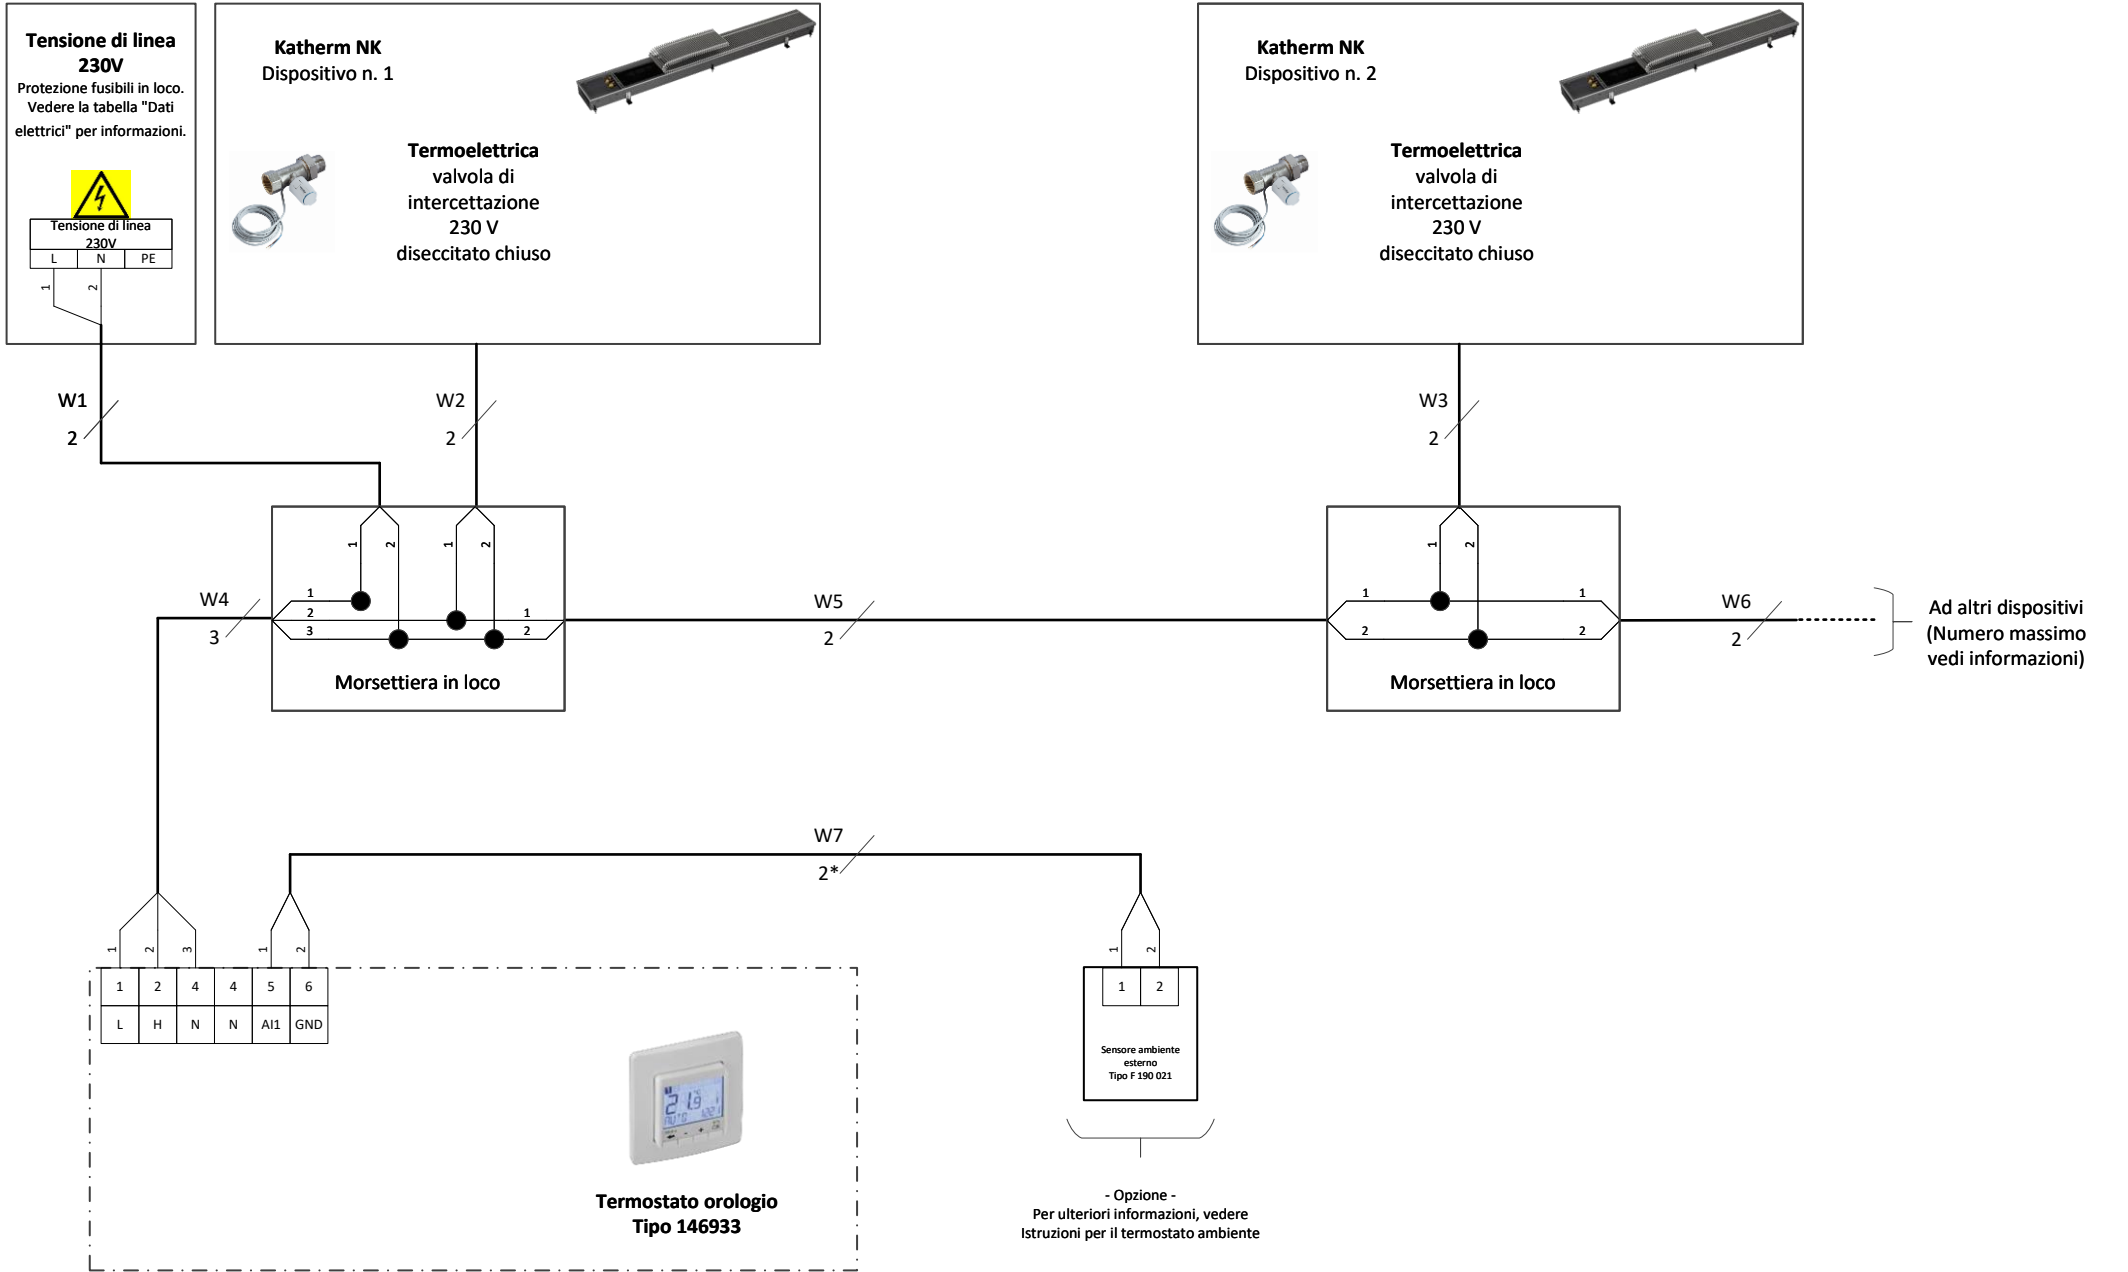 Tensione di linea
230V
Protezione fusibili in loco.
Vedere la tabella "Dati
elettrici" per informazioni.
Tensione di linea
230V
L N PE
1 2
Katherm NK
Dispositivo n. 1
Termoelettrica
valvola di
intercettazione
230 V
diseccitato chiuso
Katherm NK
Dispositivo n. 2
Termoelettrica
valvola di
intercettazione
230 V
diseccitato chiuso
W1
2
W2
2
W3
2
1 2 1 2
1
2 1
3 2
Morsettiera in loco
W4
3
W5
2
1 2
1 1
2 2
Morsettiera in loco
W6
2
Ad altri dispositivi
(Numero massimo
vedi informazioni)
W7
2*
1 2 3 1 2
1 2 4 4 5 6
L H N N AI1 GND
21.9
Termostato orologio
Tipo 146933
1 2
1 2
Sensore ambiente
esterno
Tipo F 190 021
- Opzione -
Per ulteriori informazioni, vedere
Istruzioni per il termostato ambiente